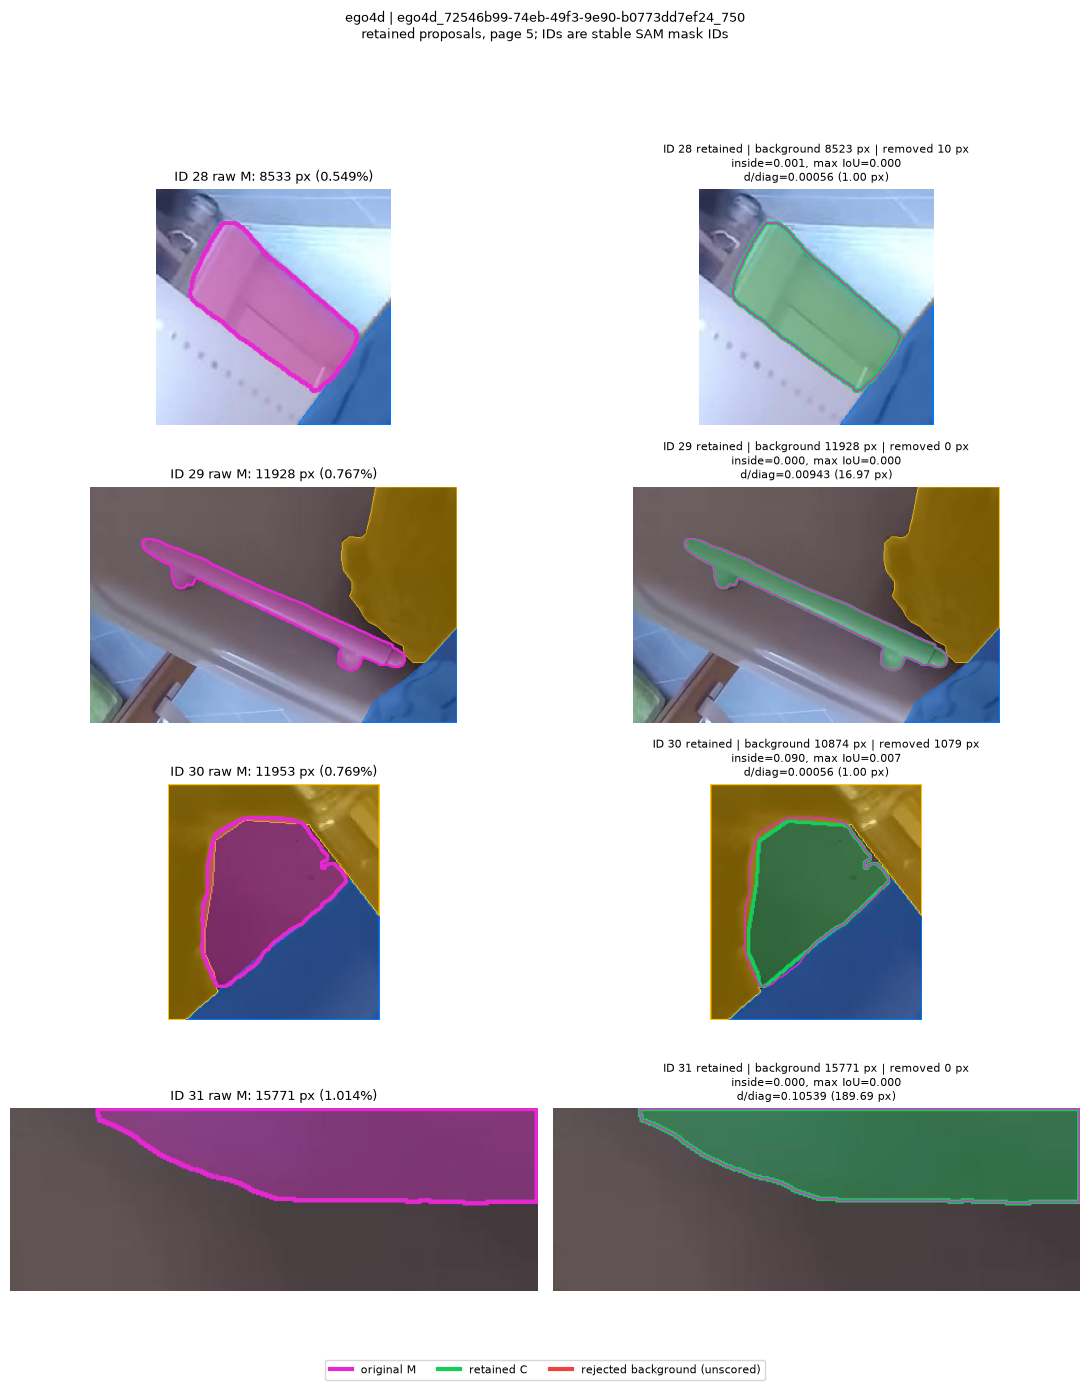 ego4d | ego4d_72546b99-74eb-49f3-9e90-b0773dd7ef24_750
retained proposals, page 5; IDs are stable SAM mask IDs
ID 28 raw M: 8533 px (0.549%)
ID 28 retained | background 8523 px | removed 10 px
inside=0.001, max IoU=0.000
d/diag=0.00056 (1.00 px)
ID 29 raw M: 11928 px (0.767%)
ID 29 retained | background 11928 px | removed 0 px
inside=0.000, max IoU=0.000
d/diag=0.00943 (16.97 px)
ID 30 raw M: 11953 px (0.769%)
ID 30 retained | background 10874 px | removed 1079 px
inside=0.090, max IoU=0.007
d/diag=0.00056 (1.00 px)
ID 31 raw M: 15771 px (1.014%)
ID 31 retained | background 15771 px | removed 0 px
inside=0.000, max IoU=0.000
d/diag=0.10539 (189.69 px)
original M
retained C
rejected background (unscored)